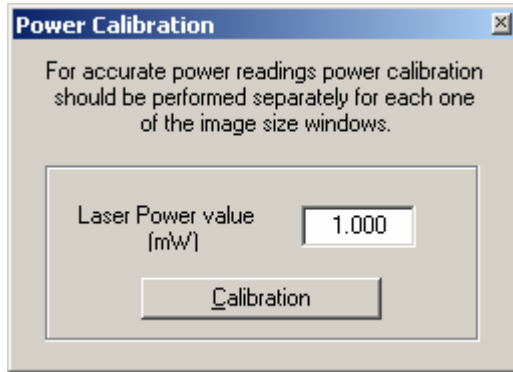 Power Calibration
For accurate power readings power calibration
should be performed separately for each one
of the image size windows.
Laser Power value
(mW)
1.000
Calibration